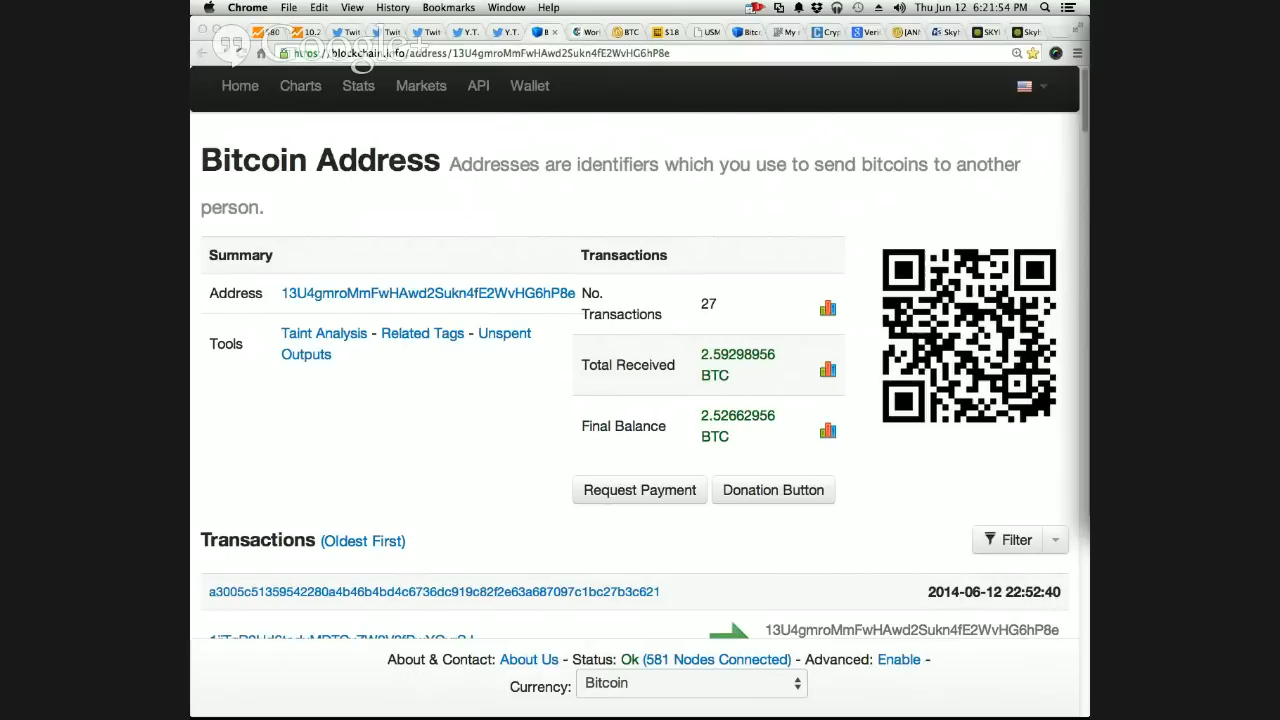 Chrome File Edit View History Bookmarks Window Help Thu Jun 12 6:21:54 PM
Google+
https://blockchain.info/address/13U4gmroMmFwHAwd2Sukn4fE2WvHG6hP8e
Home Charts Stats Markets API Wallet
Bitcoin Address Addresses are identifiers which you use to send bitcoins to another
person.
Summary
Address 13U4gmroMmFwHAwd2Sukn4fE2WvHG6hP8e
Tools Taint Analysis - Related Tags - Unspent
Outputs
Transactions
No.
Transactions 27
Total Received 2.59298956
BTC
Final Balance 2.52662956
BTC
Request Payment Donation Button
Transactions (Oldest First) Filter
a3005c51359542280a4b46b4bd4c6736dc919c82f2e63a687097c1bc27b3c621 2014-06-12 22:52:40
13U4gmroMmFwHAwd2Sukn4fE2WvHG6hP8e
About & Contact: About Us - Status: Ok (581 Nodes Connected) - Advanced: Enable -
Currency: Bitcoin